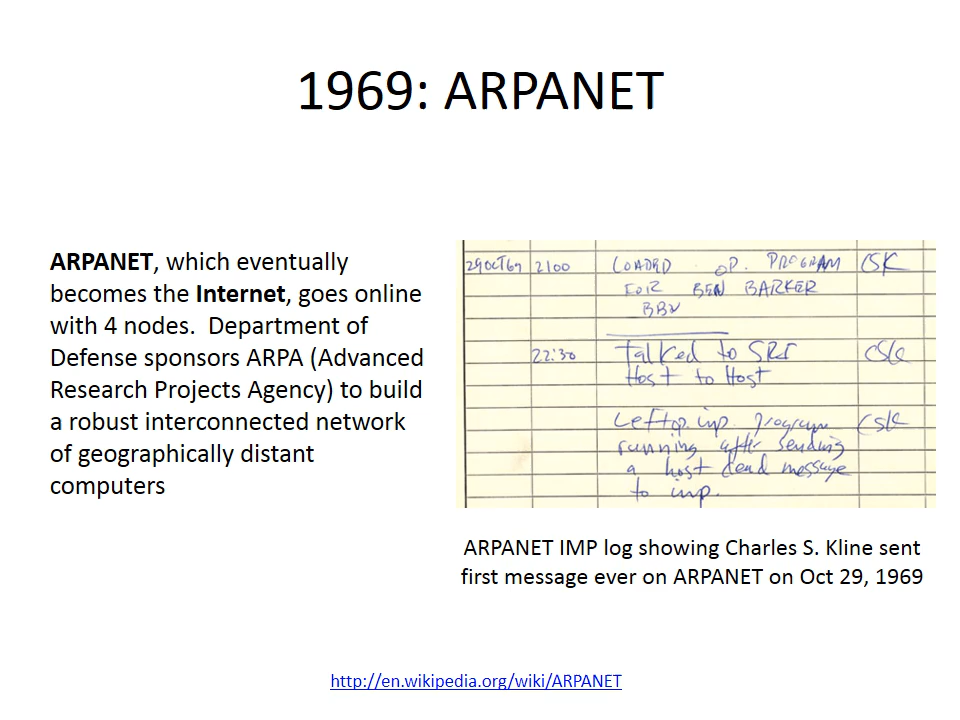 1969: ARPANET
ARPANET, which eventually
becomes the Internet, goes online
with 4 nodes.  Department of
Defense sponsors ARPA (Advanced
Research Projects Agency) to build
a robust interconnected network
of geographically distant
computers
29OCT69 2100 LOADED OP. PROGRAM CSK
FOR BEN BARKER
BBN
22:30 Talked to SRI CSK
Host to Host
Left op. imp. program CSK
running after sending
a host dead message
to imp.
ARPANET IMP log showing Charles S. Kline sent
first message ever on ARPANET on Oct 29, 1969
http://en.wikipedia.org/wiki/ARPANET